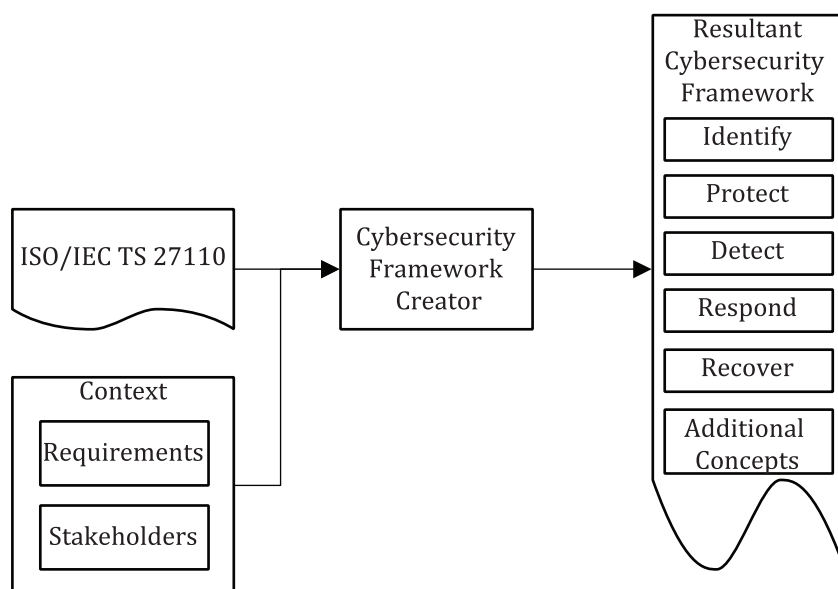 ISO/IEC TS 27110
Context
Requirements
Stakeholders
Cybersecurity
Framework
Creator
Resultant
Cybersecurity
Framework
Identify
Protect
Detect
Respond
Recover
Additional
Concepts